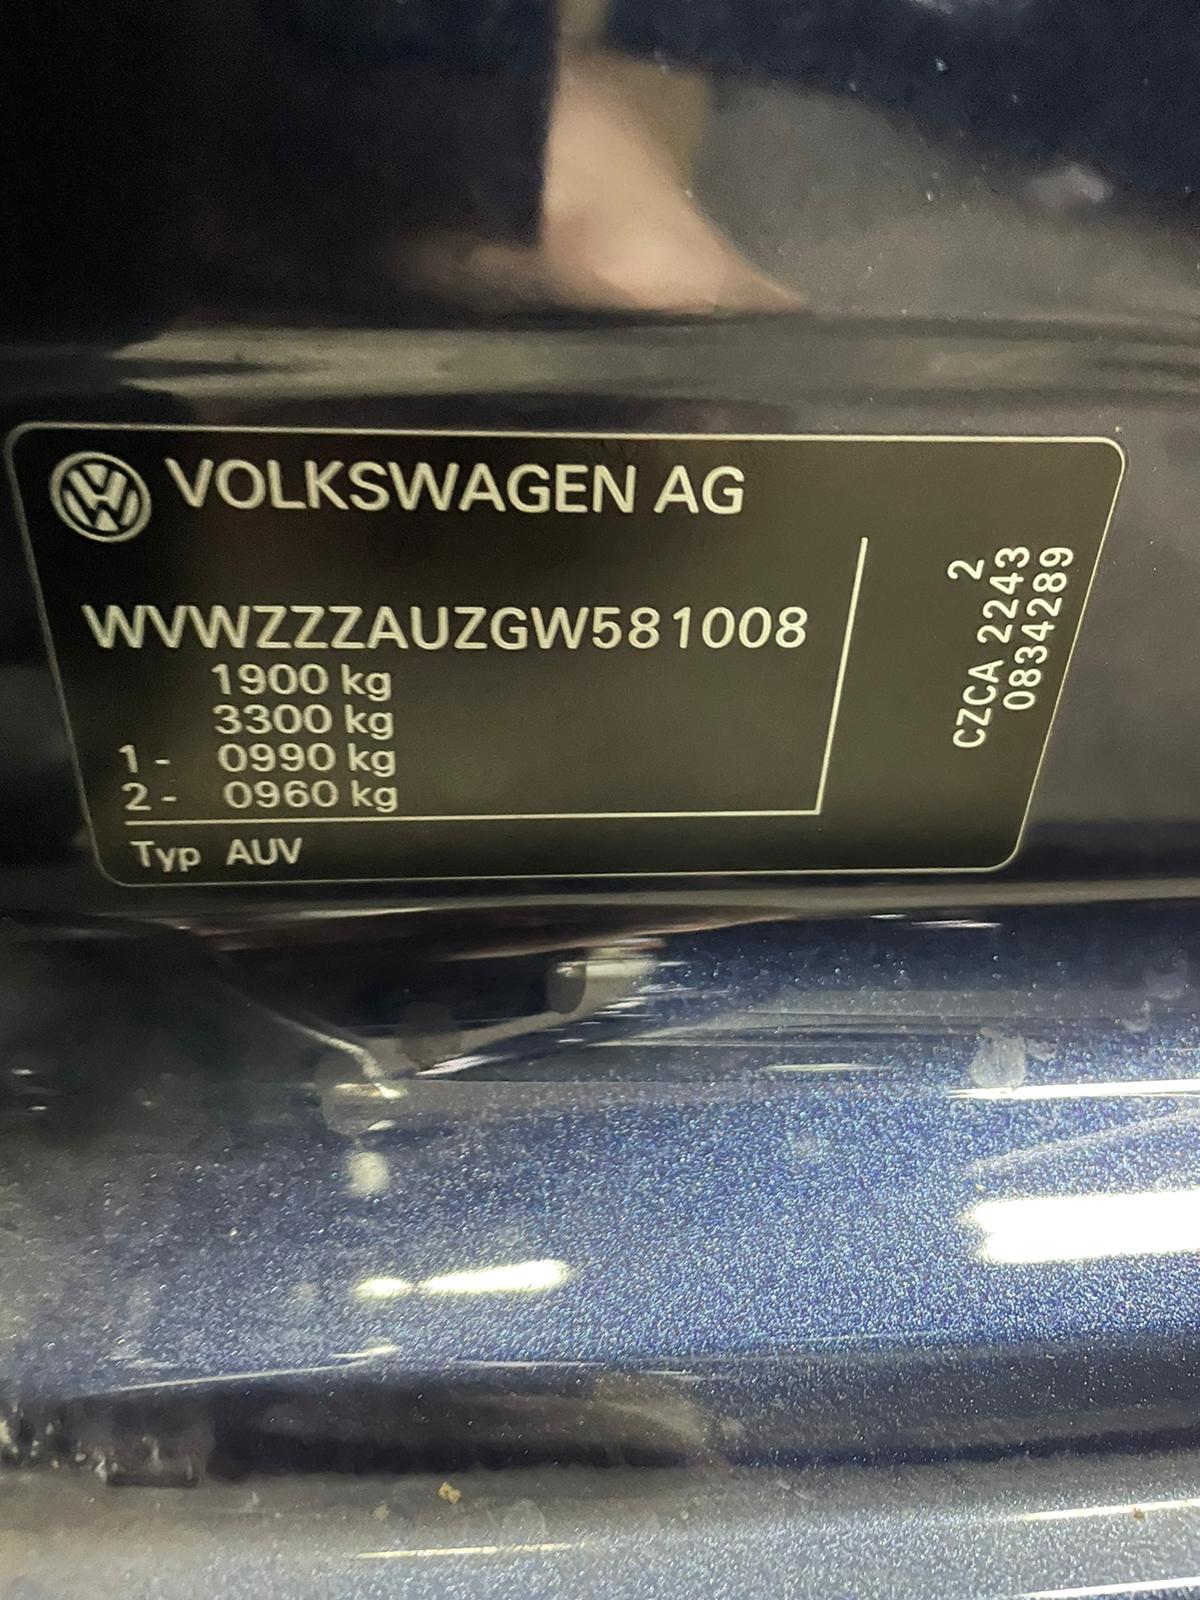 VOLKSWAGEN AG
WVWZZZAUZGW581008
1900 kg
3300 kg
1 - 0990 kg
2 - 0960 kg
Typ AUV
2
CZCA 2243
0834289